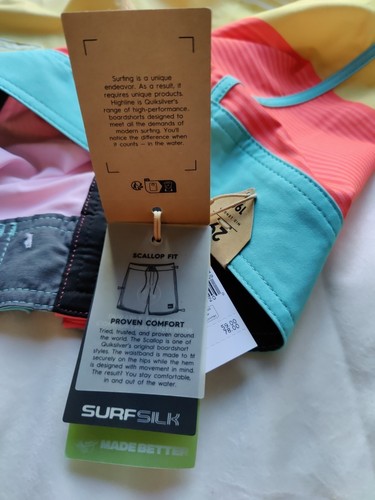 Surfing is a unique
endeavor. As a result, it
requires unique products.
Highline is Quiksilver's
range of high-performance,
boardshorts designed to
meet all the demands of
modern surfing. You'll
notice the difference when
it counts — in the water.
SCALLOP FIT
PROVEN COMFORT
Tried, trusted, and proven around
the world. The Scallop is one of
Quiksilver's original boardshort
styles. The waistband is made to fit
securely on the hips while the hem
is designed with movement in mind.
The result? You stay comfortable,
in and out of the water.
SURFSILK
MADE BETTER
19